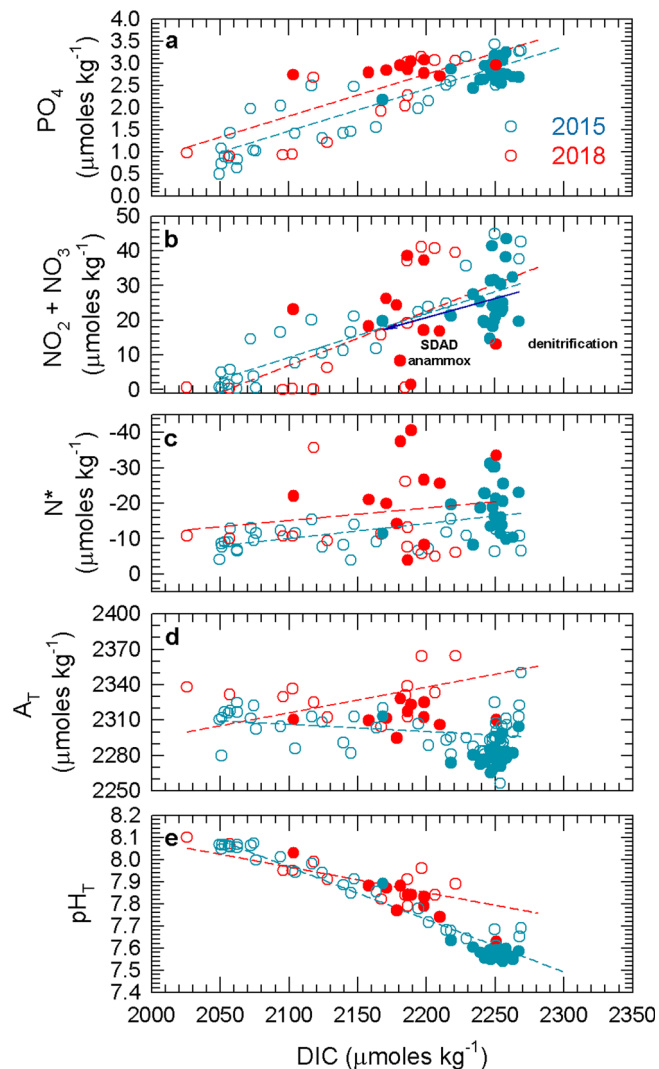 a
4.0
3.5
3.0
2.5
2.0
1.5
1.0
0.5
0.0
PO4
(μmoles kg-1)
2015
2018
b
50
40
30
20
10
0
NO2 + NO3
(μmoles kg-1)
SDAD
anammox
denitrification
c
-40
-30
-20
-10
0
N*
(μmoles kg-1)
d
2400
2370
2340
2310
2280
2250
AT
(μmoles kg-1)
e
8.2
8.1
8.0
7.9
7.8
7.7
7.6
7.5
7.4
pHT
2000 2050 2100 2150 2200 2250 2300 2350
DIC (μmoles kg-1)